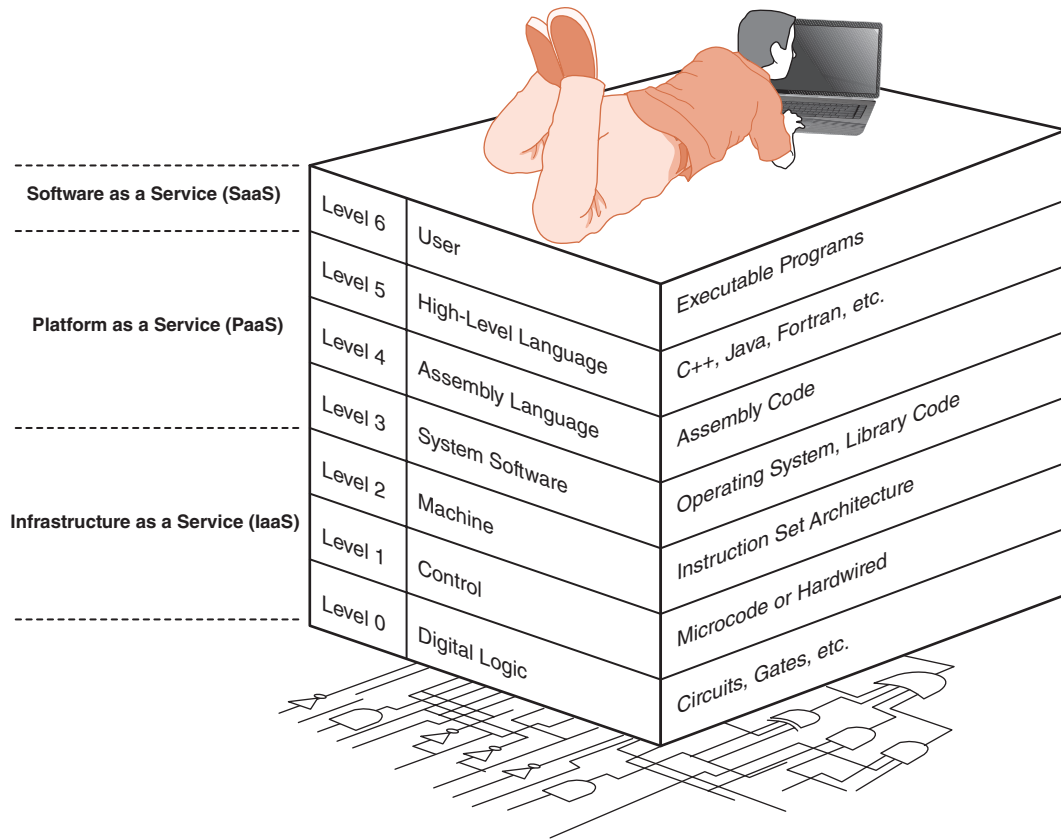 Software as a Service (SaaS)
Platform as a Service (PaaS)
Infrastructure as a Service (IaaS)
Level 6
User
Executable Programs
Level 5
High-Level Language
C++, Java, Fortran, etc.
Level 4
Assembly Language
Assembly Code
Level 3
System Software
Operating System, Library Code
Level 2
Machine
Instruction Set Architecture
Level 1
Control
Microcode or Hardwired
Level 0
Digital Logic
Circuits, Gates, etc.